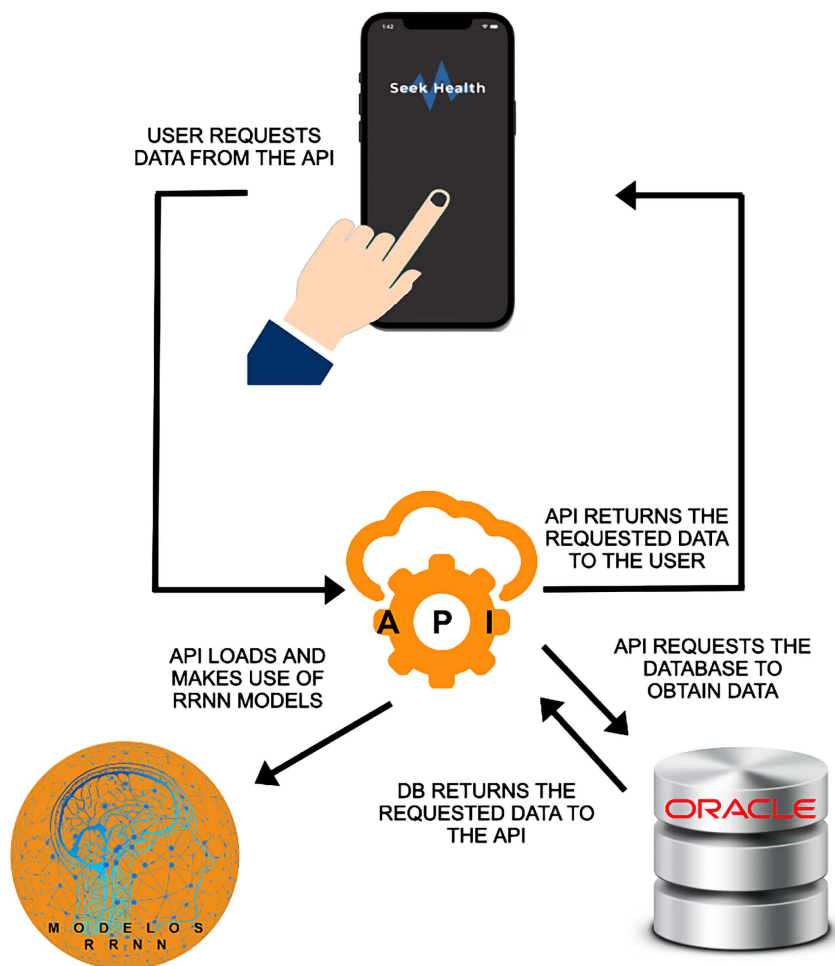 1:42
Seek Health
USER REQUESTS
DATA FROM THE API
API RETURNS THE
REQUESTED DATA
TO THE USER
A P I
API LOADS AND
MAKES USE OF
RRNN MODELS
API REQUESTS THE
DATABASE TO
OBTAIN DATA
DB RETURNS THE
REQUESTED DATA TO
THE API
ORACLE
MODELOS
RRNN